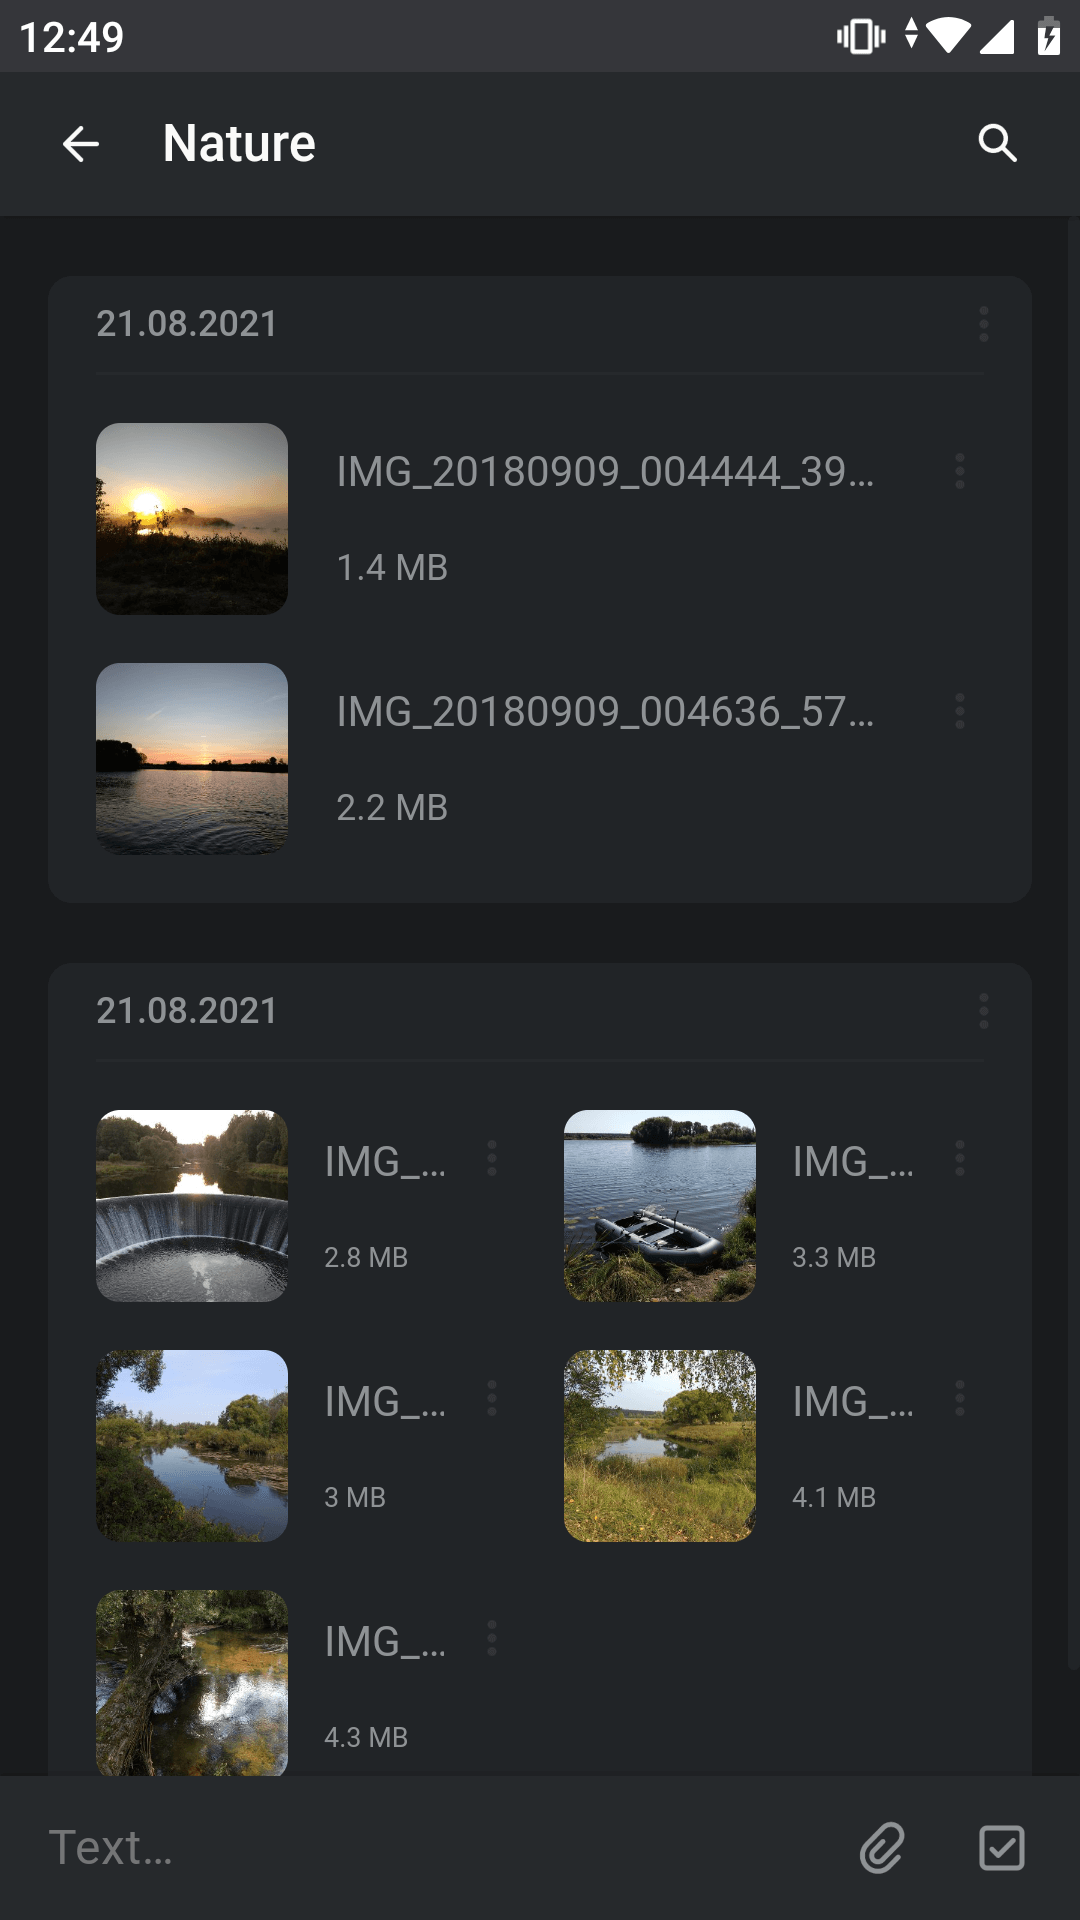 12:49
Nature
21.08.2021
IMG_20180909_004444_39...
1.4 MB
IMG_20180909_004636_57...
2.2 MB
21.08.2021
IMG_... IMG_...
2.8 MB 3.3 MB
IMG_... IMG_...
3 MB 4.1 MB
IMG_...
4.3 MB
Text...